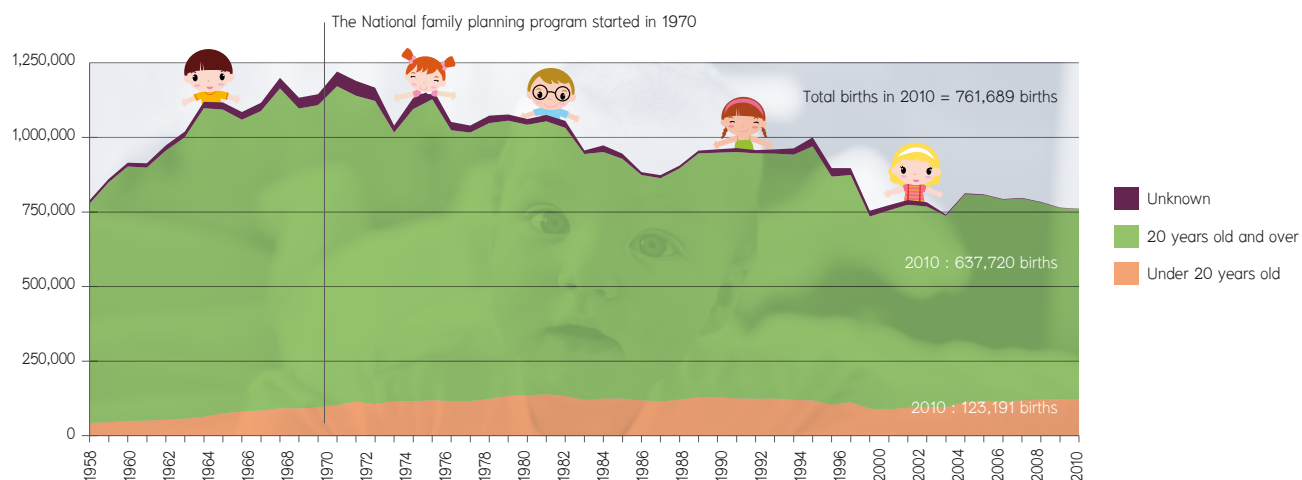 The National family planning program started in 1970
1,250,000
Total births in 2010 = 761,689 births
1,000,000
750,000
Unknown
20 years old and over
2010 : 637,720 births
Under 20 years old
500,000
250,000
2010 : 123,191 births
0
1958 1960 1962 1964 1966 1968 1970 1972 1974 1976 1978 1980 1982 1984 1986 1988 1990 1992 1994 1996 2000 2002 2004 2006 2008 2010